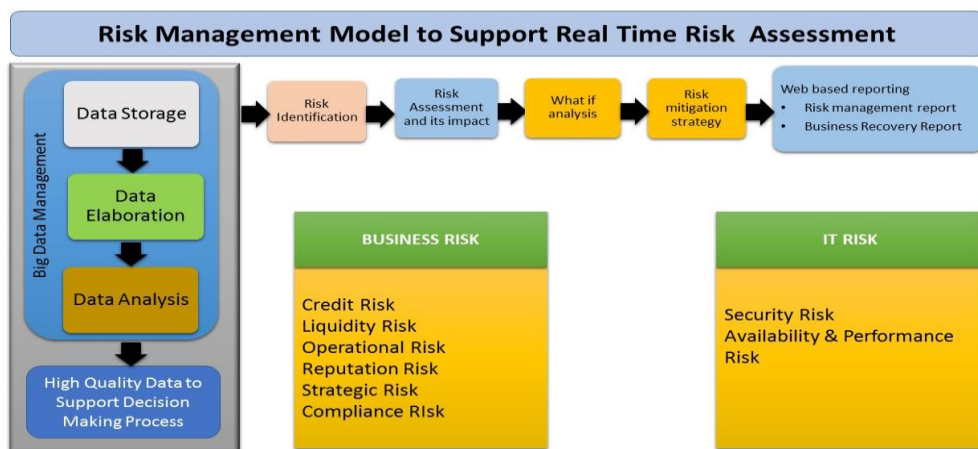 Risk Management Model to Support Real Time Risk Assessment
Data Storage
Data
Elaboration
Data Analysis
Big Data Management
High Quality Data to
Support Decision
Making Process
Risk
Identification
Risk
Assessment
and its impact
What if
analysis
Risk
mitigation
strategy
Web based reporting
• Risk management report
• Business Recovery Report
BUSINESS RISK
Credit Risk
Liquidity Risk
Operational Risk
Reputation Risk
Strategic Risk
Compliance RIsk
IT RISK
Security Risk
Availability & Performance
Risk